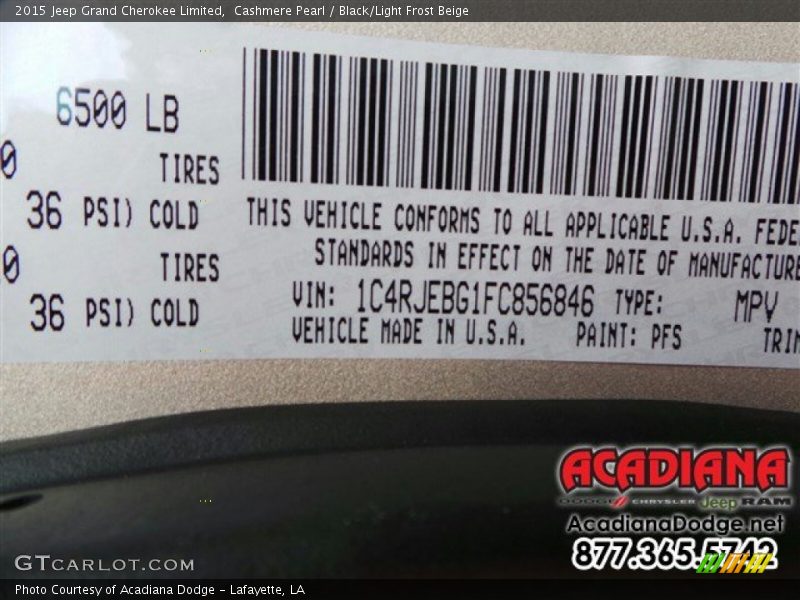 2015 Jeep Grand Cherokee Limited,  Cashmere Pearl / Black/Light Frost Beige
6500 LB
0 TIRES
36 PSI) COLD
0 TIRES
36 PSI) COLD
THIS VEHICLE CONFORMS TO ALL APPLICABLE U.S.A. FEDE
STANDARDS IN EFFECT ON THE DATE OF MANUFACTURE
VIN: 1C4RJEBG1FC856846 TYPE: MPV
VEHICLE MADE IN U.S.A. PAINT: PFS TRIM
ACADIANA
DODGE CHRYSLER Jeep RAM
AcadianaDodge.net
877.365.5742
GTCARLOT.COM
Photo Courtesy of Acadiana Dodge - Lafayette, LA